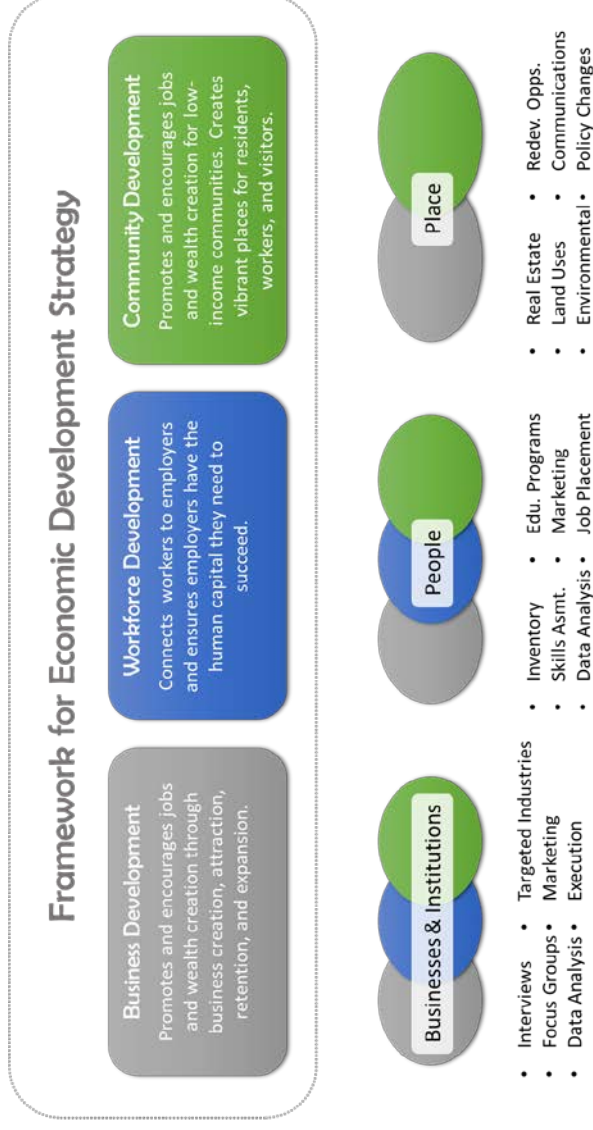 Framework for Economic Development Strategy
Business Development
Promotes and encourages jobs
and wealth creation through
business creation, attraction,
retention, and expansion.
Workforce Development
Connects workers to employers
and ensures employers have the
human capital they need to
succeed.
Community Development
Promotes and encourages jobs
and wealth creation for low-
income communities. Creates
vibrant places for residents,
workers, and visitors.
Businesses & Institutions
• Interviews
• Focus Groups
• Data Analysis
• Targeted Industries
• Marketing
• Execution
People
• Inventory
• Skills Asmt.
• Data Analysis
• Edu. Programs
• Marketing
• Job Placement
Place
• Real Estate
• Land Uses
• Environmental
• Redev. Opps.
• Communications
• Policy Changes